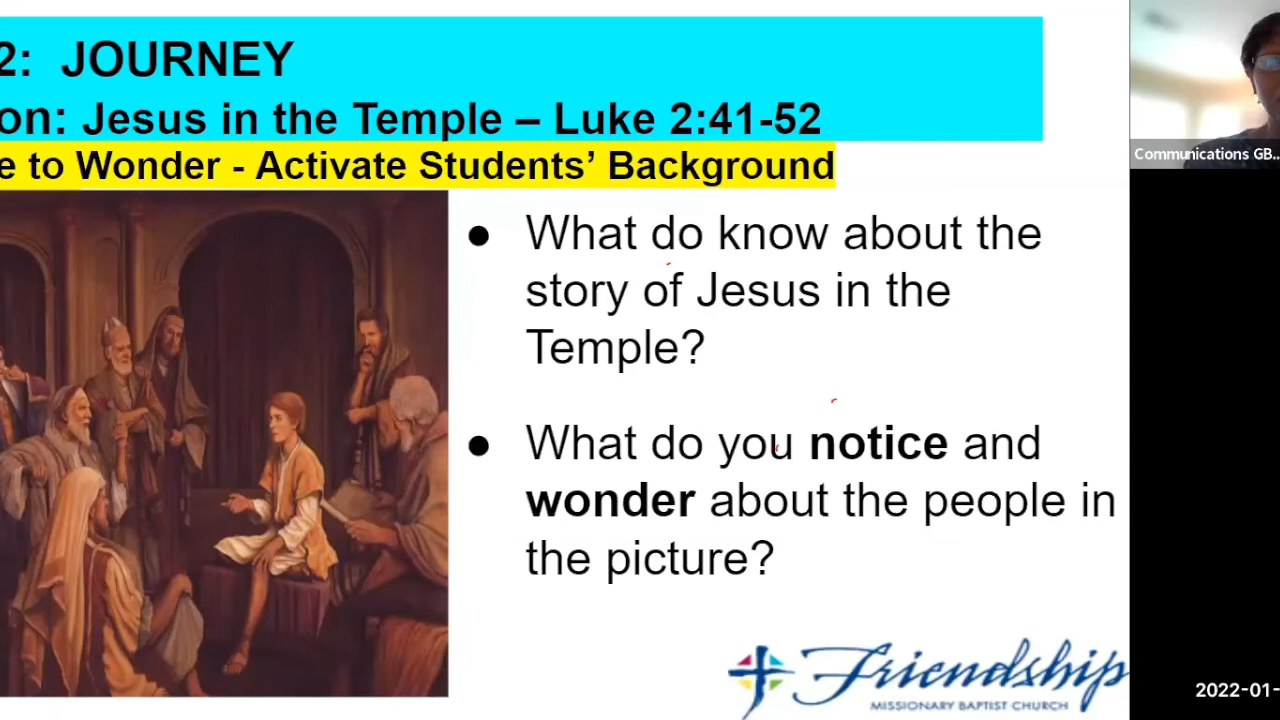 2: JOURNEY
on: Jesus in the Temple – Luke 2:41-52
e to Wonder - Activate Students’ Background
● What do know about the
story of Jesus in the
Temple?
● What do you notice and
wonder about the people in
the picture?
Friendship
MISSIONARY BAPTIST CHURCH
Communications GB...
2022-01-